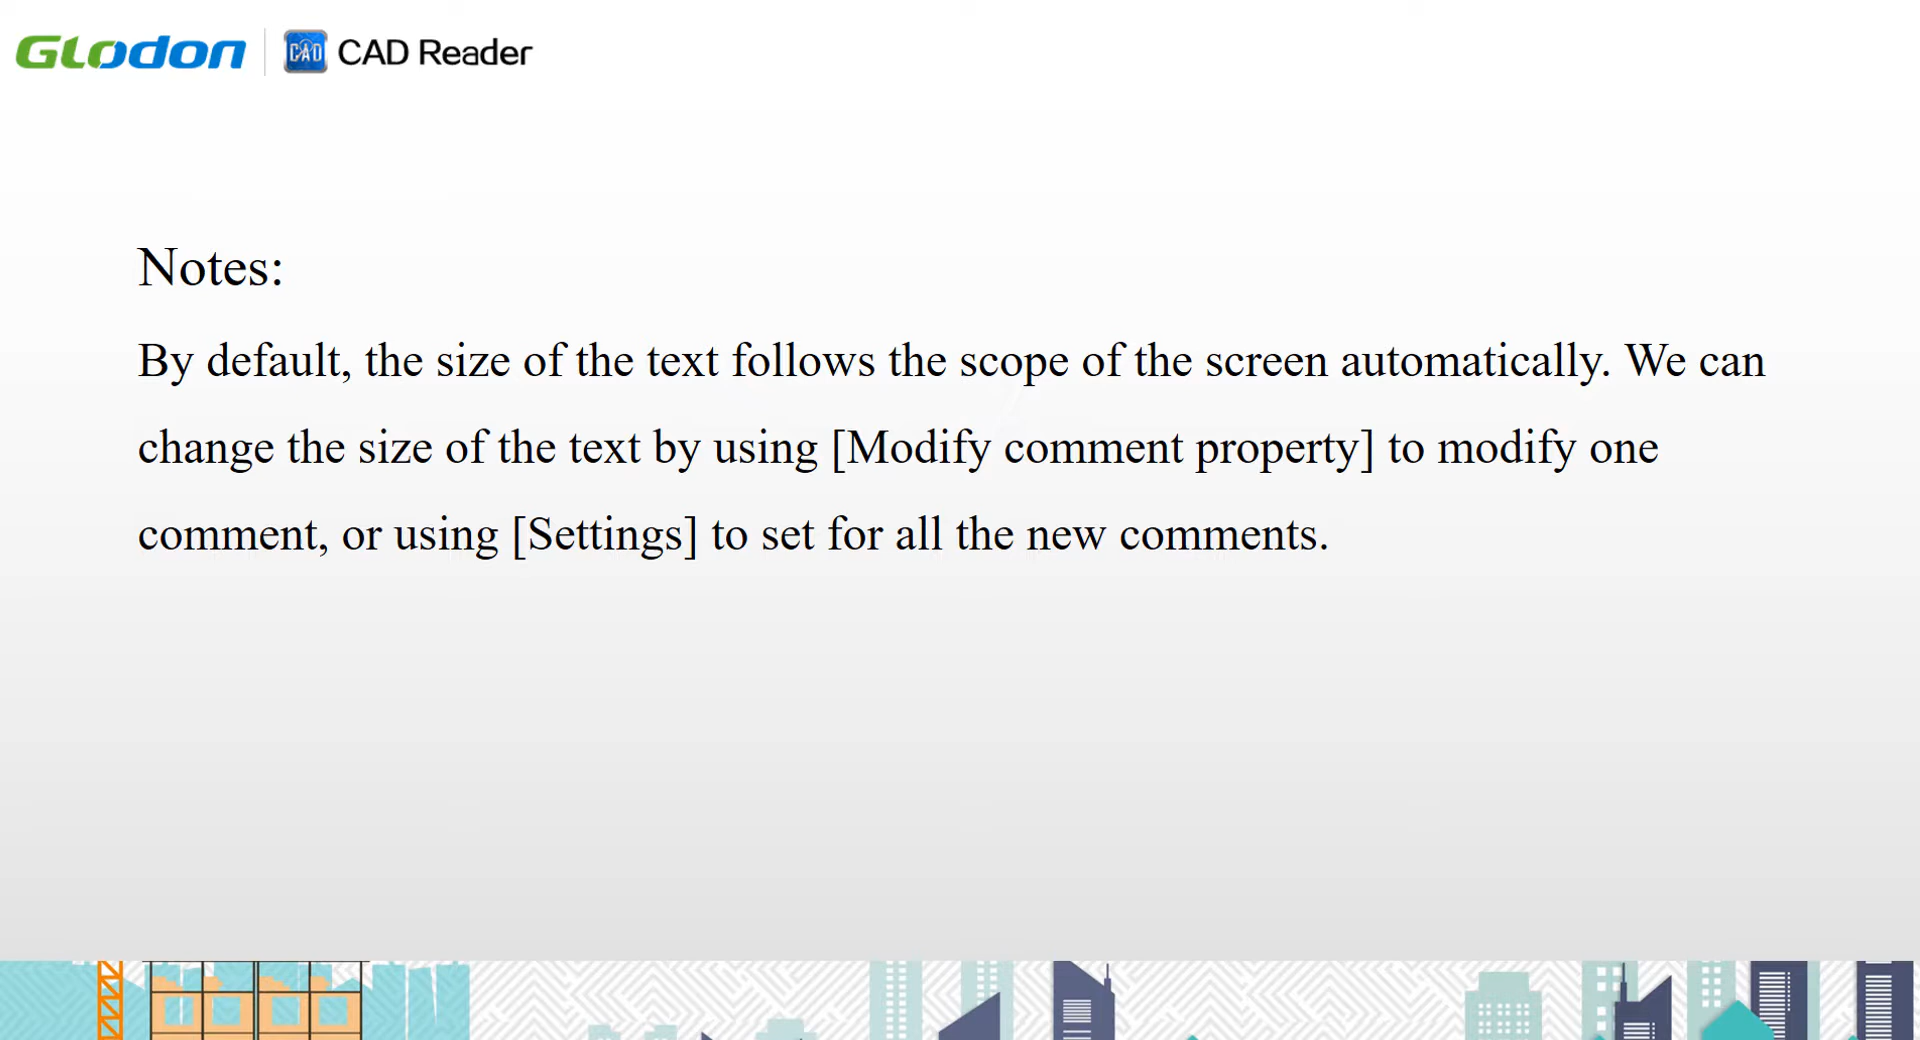 GLODON CAD CAD Reader
Notes:
By default, the size of the text follows the scope of the screen automatically. We can
change the size of the text by using [Modify comment property] to modify one
comment, or using [Settings] to set for all the new comments.